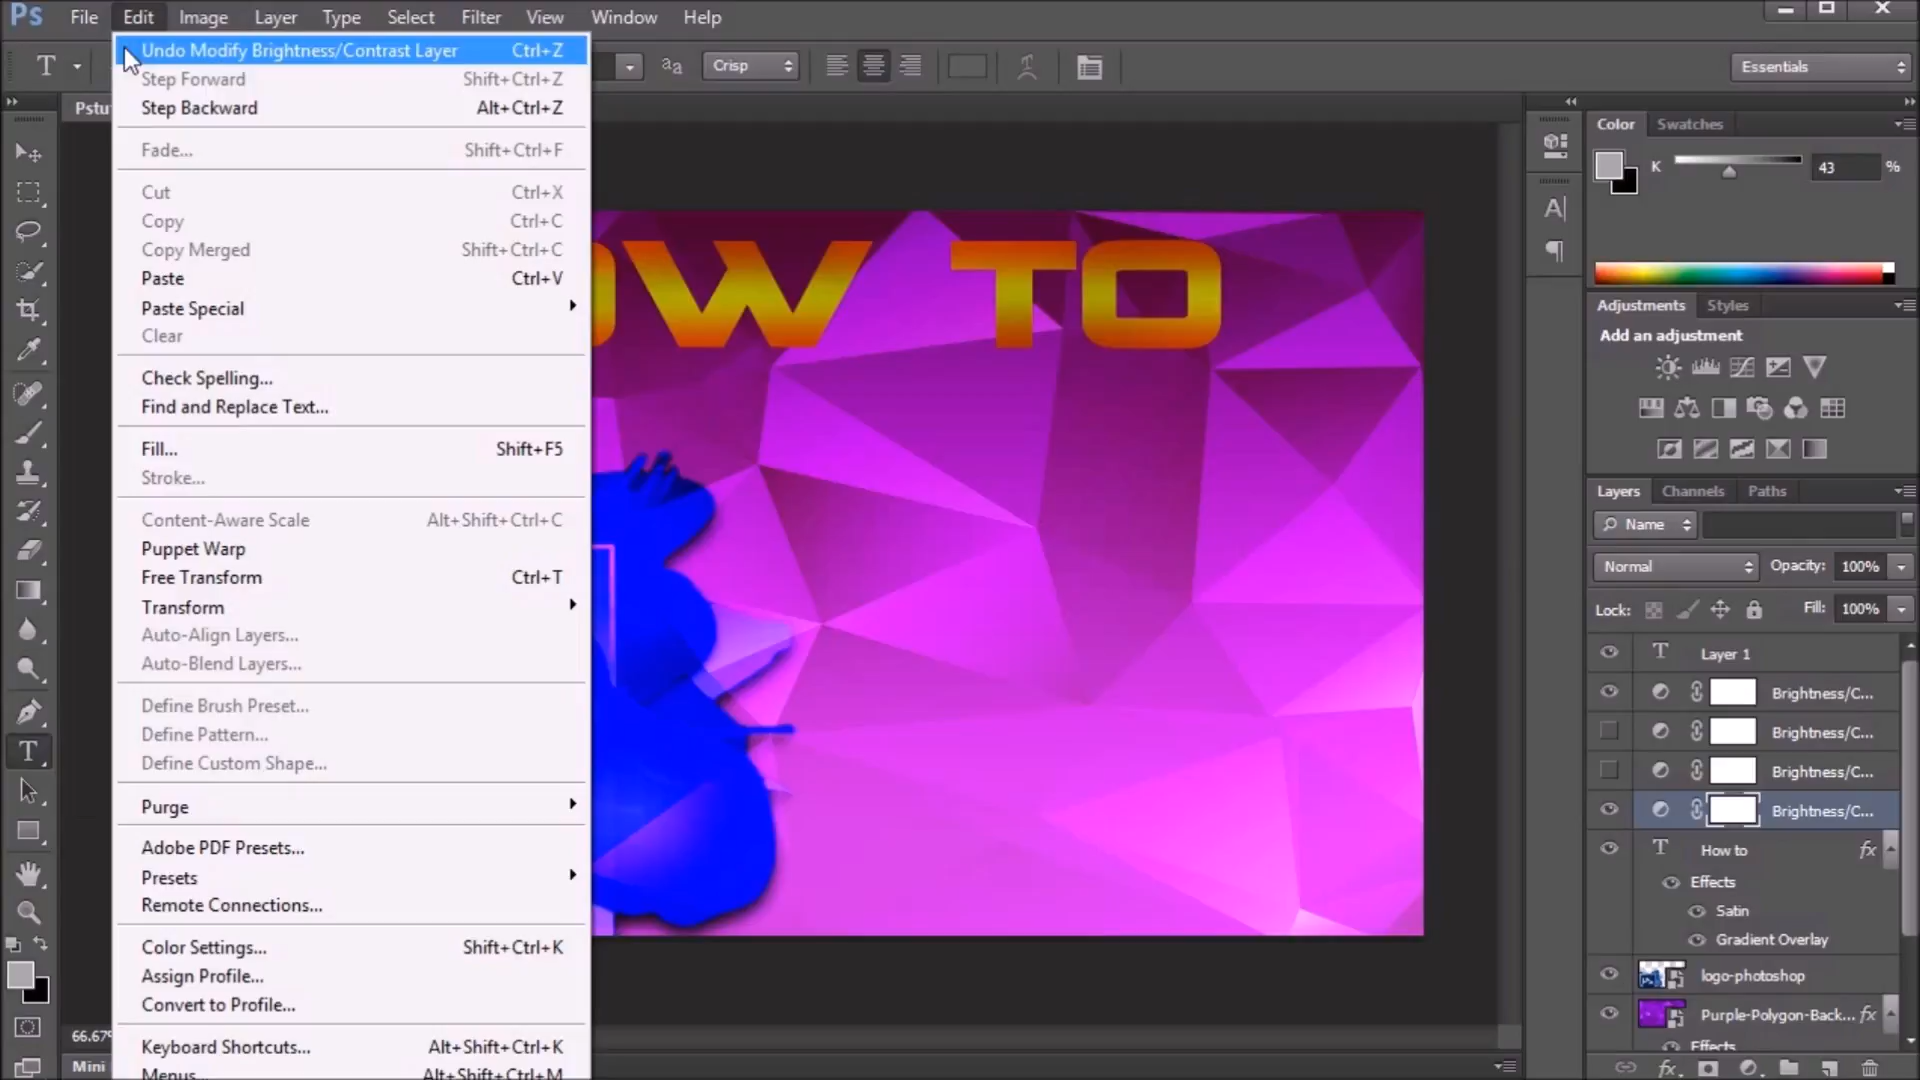 Ps File Edit Image Layer Type Select Filter View Window Help
T aa Crisp Essentials
Undo Modify Brightness/Contrast Layer Ctrl+Z
Step Forward Shift+Ctrl+Z
Step Backward Alt+Ctrl+Z
Fade... Shift+Ctrl+F
Cut Ctrl+X
Copy Ctrl+C
Copy Merged Shift+Ctrl+C
Paste Ctrl+V
Paste Special
Clear
Check Spelling...
Find and Replace Text...
Fill... Shift+F5
Stroke...
Content-Aware Scale Alt+Shift+Ctrl+C
Puppet Warp
Free Transform Ctrl+T
Transform
Auto-Align Layers...
Auto-Blend Layers...
Define Brush Preset...
Define Pattern...
Define Custom Shape...
Purge
Adobe PDF Presets...
Presets
Remote Connections...
Color Settings... Shift+Ctrl+K
Assign Profile...
Convert to Profile...
Keyboard Shortcuts... Alt+Shift+Ctrl+K
Menus... Alt+Shift+Ctrl+M
Pstu
OW TO
66.67%
Mini
Color Swatches
K 43 %
Adjustments Styles
Add an adjustment
Layers Channels Paths
Name
Normal Opacity: 100%
Lock: Fill: 100%
T Layer 1
Brightness/C...
Brightness/C...
Brightness/C...
Brightness/C...
T How to fx
Effects
Satin
Gradient Overlay
logo-photoshop
Purple-Polygon-Back... fx
Effects
fx